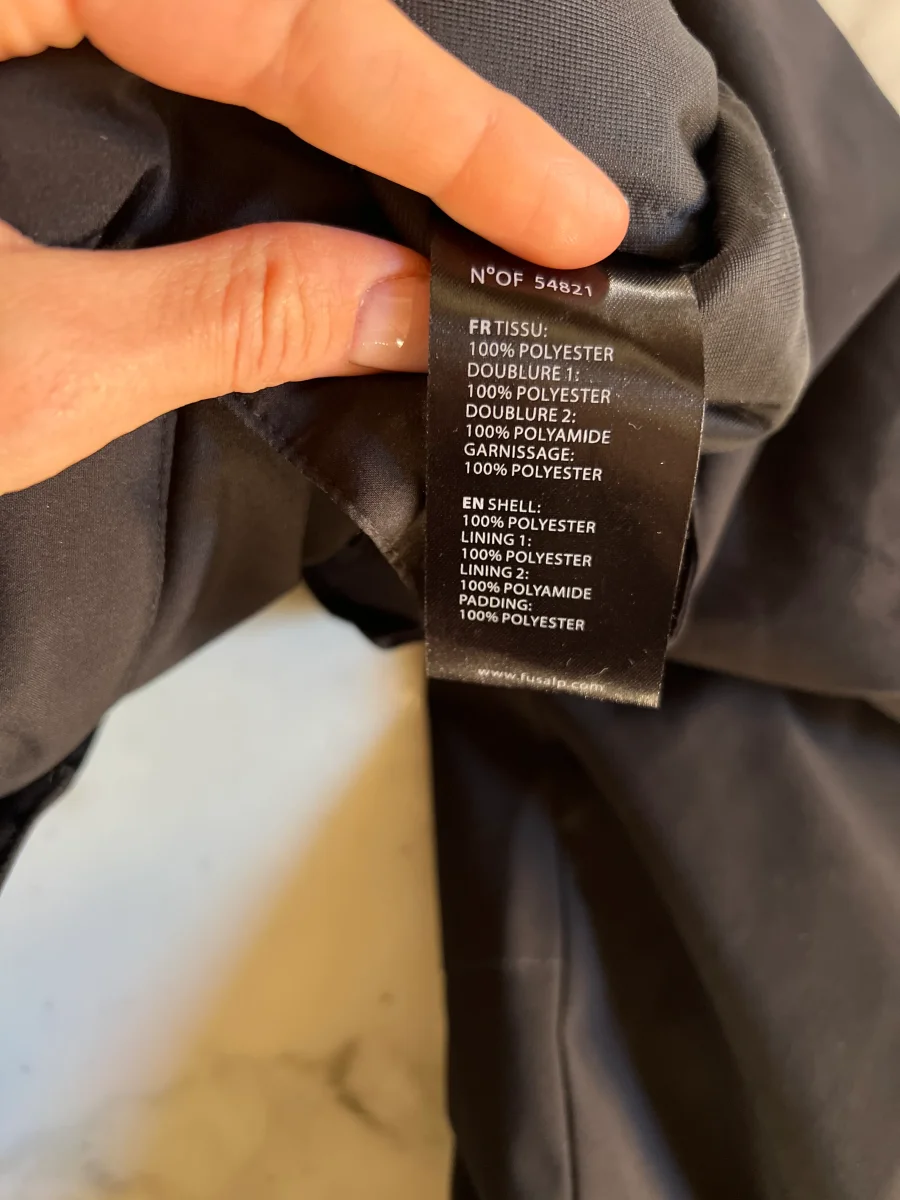 N°OF 54821
FR TISSU:
100% POLYESTER
DOUBLURE 1:
100% POLYESTER
DOUBLURE 2:
100% POLYAMIDE
GARNISSAGE:
100% POLYESTER
EN SHELL:
100% POLYESTER
LINING 1:
100% POLYESTER
LINING 2:
100% POLYAMIDE
PADDING:
100% POLYESTER
www.fusalp.com